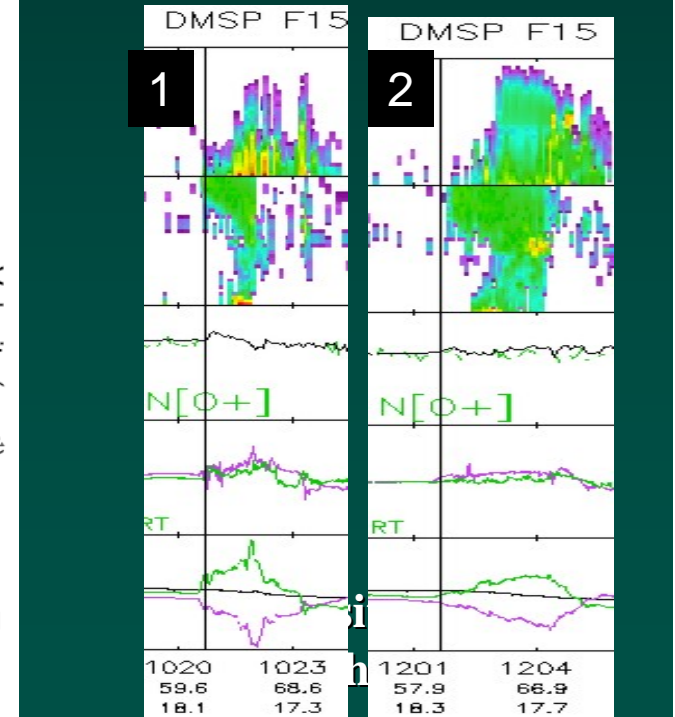 DMSP F15
1
N[O+]
RT
1020 1023
59.6 68.6
18.1 17.3
DMSP F15
2
N[O+]
RT
1201 1204
57.9 66.9
18.3 17.7